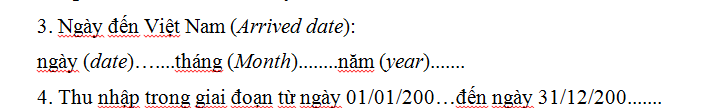 3. Ngày đến Việt Nam (Arrived date):
ngày (date)…....tháng (Month)........năm (year).......
4. Thu nhập trong giai đoạn từ ngày 01/01/200…đến ngày 31/12/200.......